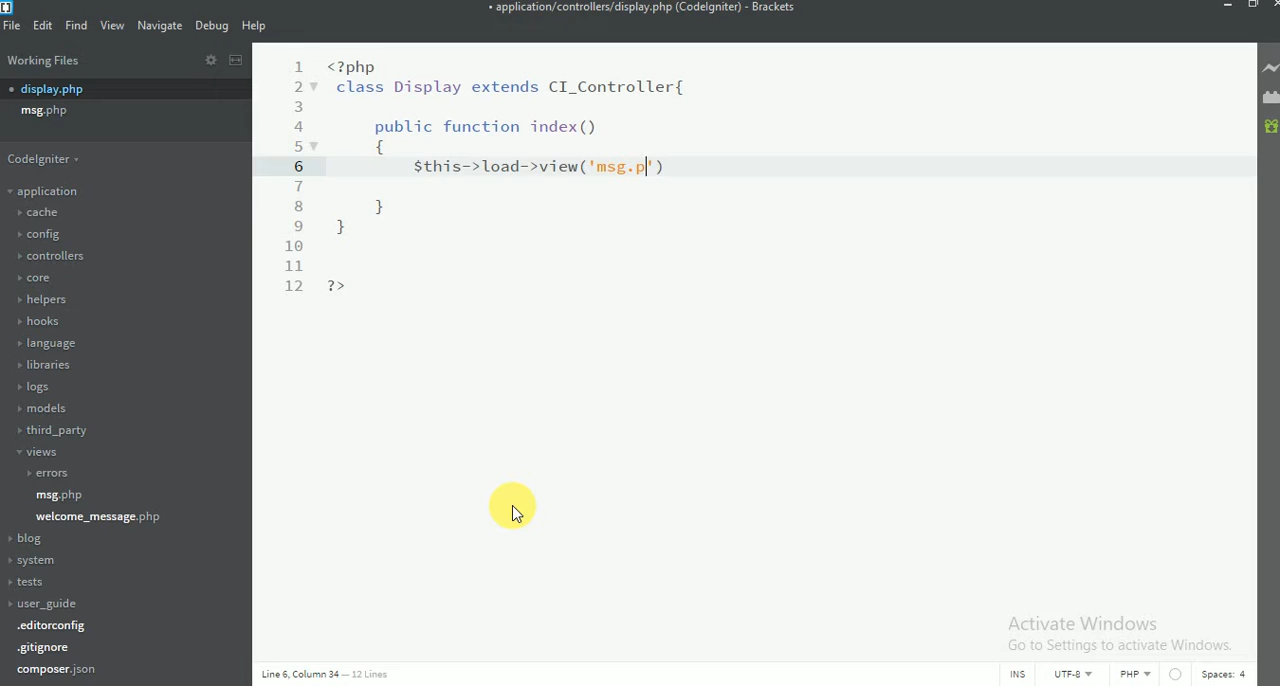 • application/controllers/display.php (CodeIgniter) - Brackets
File Edit Find View Navigate Debug Help
Working Files
• display.php
msg.php
CodeIgniter
application
cache
config
controllers
core
helpers
hooks
language
libraries
logs
models
third_party
views
errors
msg.php
welcome_message.php
blog
system
tests
user_guide
.editorconfig
.gitignore
composer.json
1 <?php
2 class Display extends CI_Controller{
3
4 public function index()
5 {
6 $this->load->view('msg.p')
7
8 }
9 }
10
11
12 ?>
Activate Windows
Go to Settings to activate Windows.
Line 6, Column 34 — 12 Lines
INS UTF-8 PHP Spaces: 4